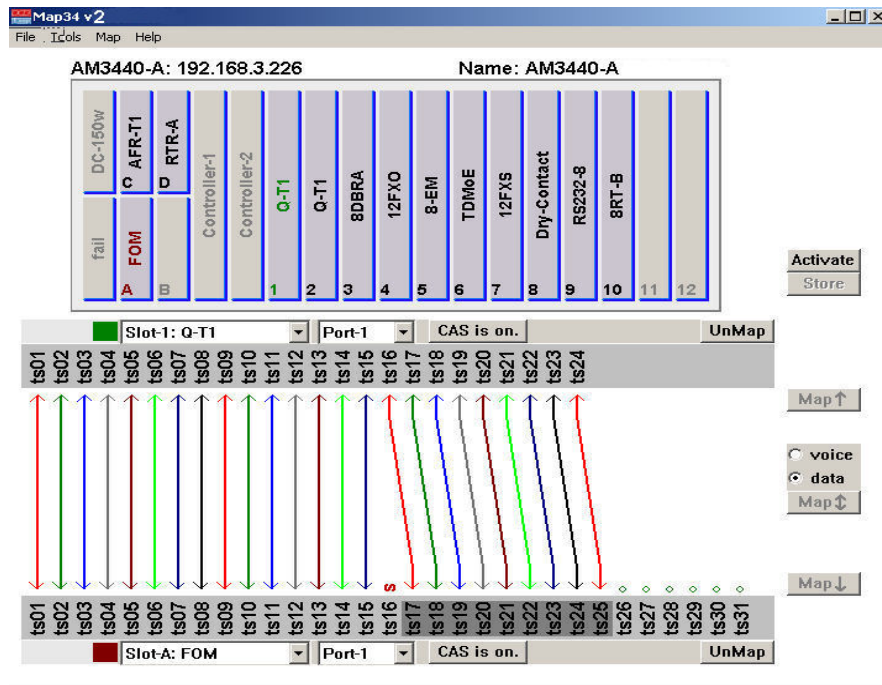 Map34 v2
File Tools Map Help
AM3440-A: 192.168.3.226 Name: AM3440-A
DC-150w
AFR-T1
C
RTR-A
D
fail
FOM
A
B
Controller-1
Controller-2
Q-T1
1
Q-T1
2
8DBRA
3
12FXO
4
8-EM
5
TDMoE
6
12FXS
7
Dry-Contact
8
RS232-8
9
8RT-B
10
11
12
Activate
Store
Slot-1: Q-T1 Port-1 CAS is on. UnMap
ts01 ts02 ts03 ts04 ts05 ts06 ts07 ts08 ts09 ts10 ts11 ts12 ts13 ts14 ts15 ts16 ts17 ts18 ts19 ts20 ts21 ts22 ts23 ts24
Map↑
voice
data
Map↕
Map↓
s
ts01 ts02 ts03 ts04 ts05 ts06 ts07 ts08 ts09 ts10 ts11 ts12 ts13 ts14 ts15 ts16 ts17 ts18 ts19 ts20 ts21 ts22 ts23 ts24 ts25 ts26 ts27 ts28 ts29 ts30 ts31
Slot-A: FOM Port-1 CAS is on. UnMap